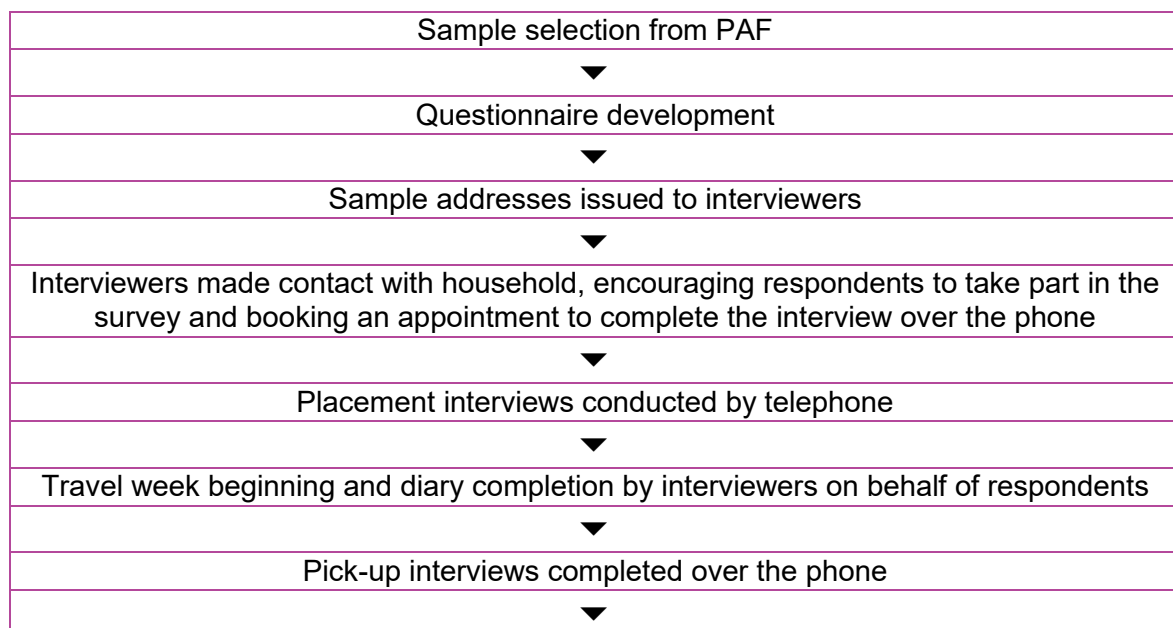 Sample selection from PAF
Questionnaire development
Sample addresses issued to interviewers
Interviewers made contact with household, encouraging respondents to take part in the
survey and booking an appointment to complete the interview over the phone
Placement interviews conducted by telephone
Travel week beginning and diary completion by interviewers on behalf of respondents
Pick-up interviews completed over the phone